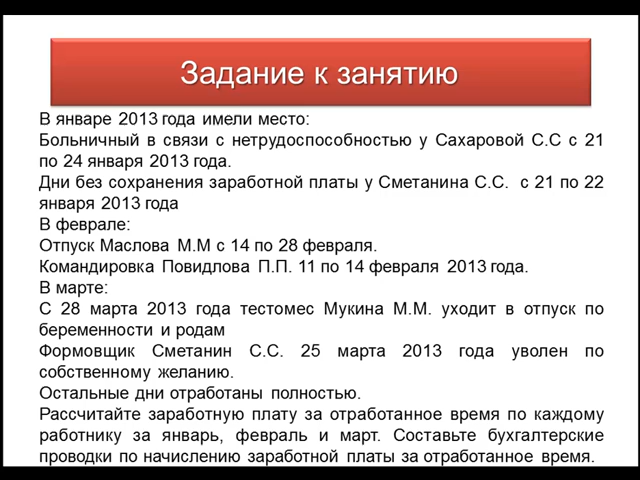 Задание к занятию
В январе 2013 года имели место:
Больничный в связи с нетрудоспособностью у Сахаровой С.С с 21
по 24 января 2013 года.
Дни без сохранения заработной платы у Сметанина С.С. с 21 по 22
января 2013 года
В феврале:
Отпуск Маслова М.М с 14 по 28 февраля.
Командировка Повидлова П.П. 11 по 14 февраля 2013 года.
В марте:
С 28 марта 2013 года тестомес Мукина М.М. уходит в отпуск по
беременности и родам
Формовщик Сметанин С.С. 25 марта 2013 года уволен по
собственному желанию.
Остальные дни отработаны полностью.
Рассчитайте заработную плату за отработанное время по каждому
работнику за январь, февраль и март. Составьте бухгалтерские
проводки по начислению заработной платы за отработанное время.